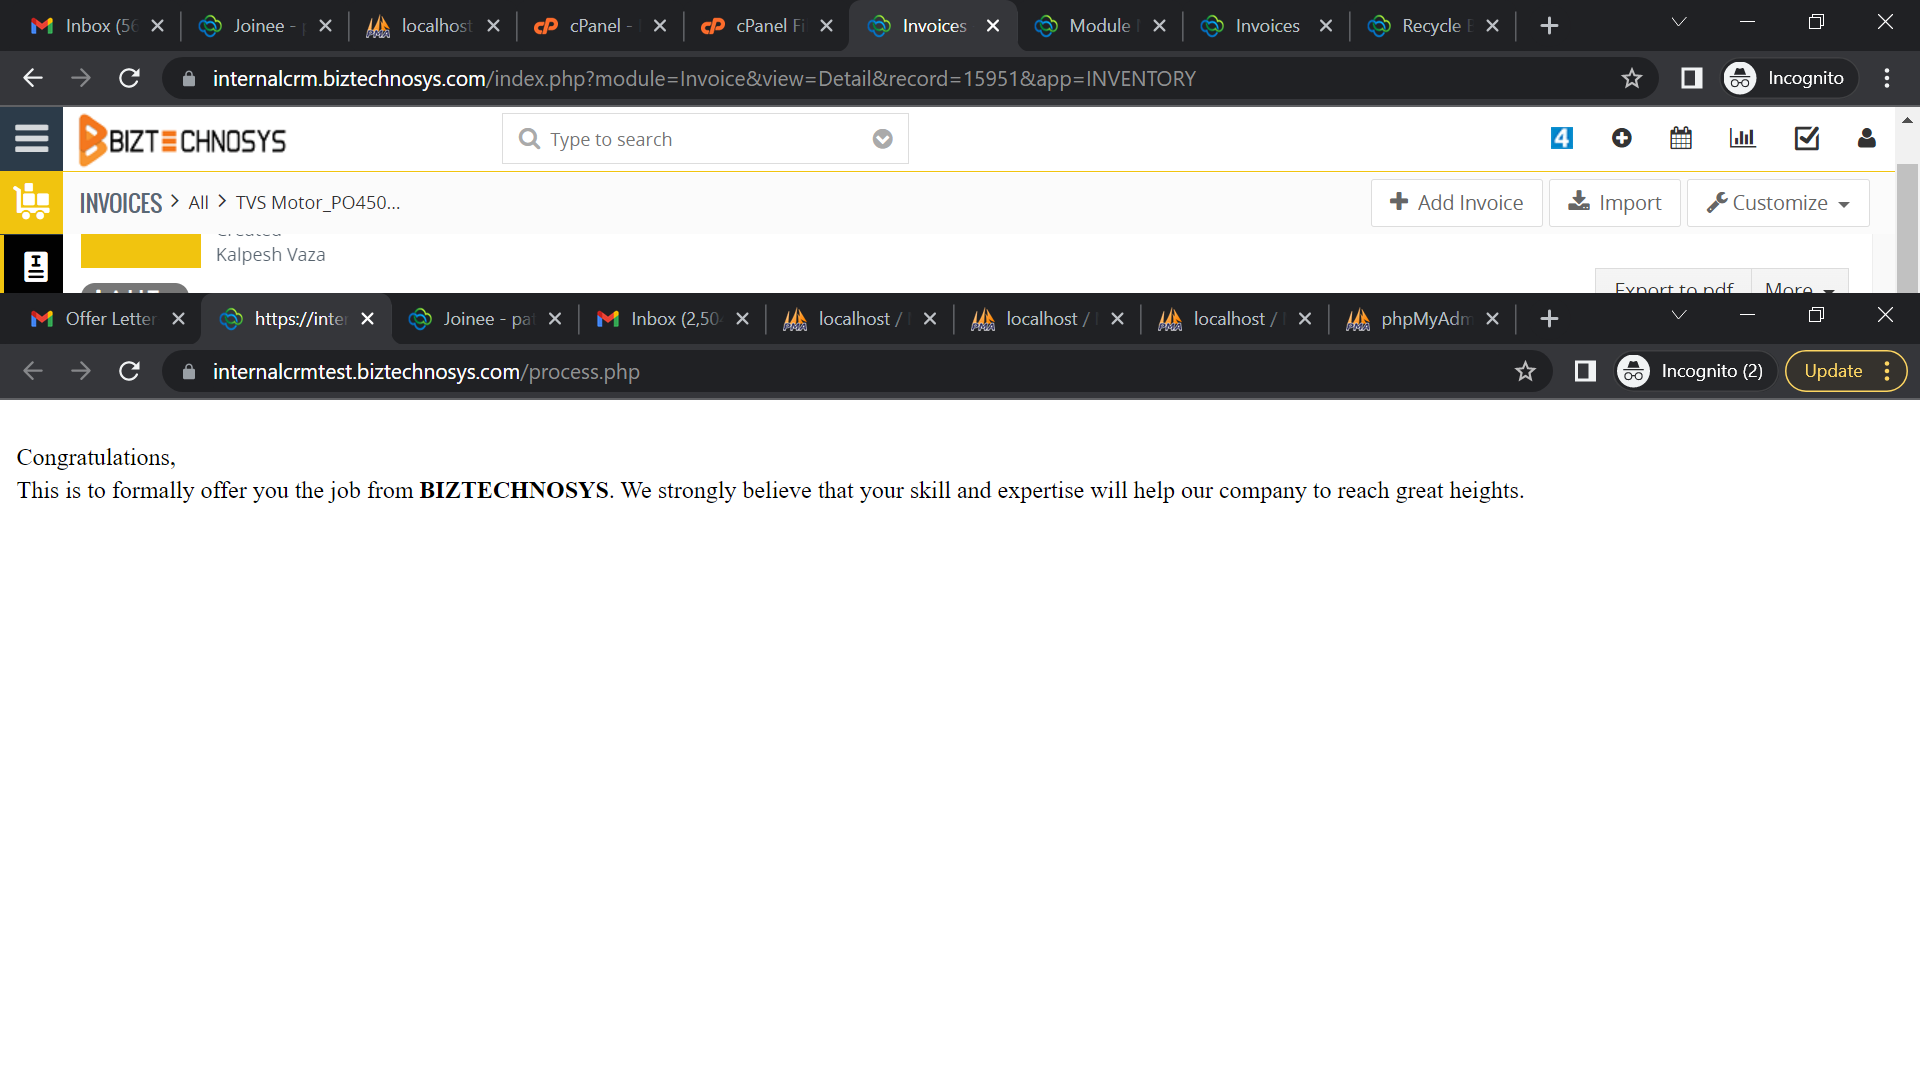 Inbox (56
Joinee - p
localhost
cPanel -
cPanel Fi
Invoices
Module
Invoices
Recycle
internalcrm.biztechnosys.com/index.php?module=Invoice&view=Detail&record=15951&app=INVENTORY
Incognito
BIZTECHNOSYS
Type to search
4
INVOICES > All > TVS Motor_PO450...
Add Invoice
Import
Customize
Created
Kalpesh Vaza
Export to pdf
More
Offer Letter
https://inter
Joinee - pa
Inbox (2,50
localhost /
localhost /
localhost /
phpMyAdm
internalcrmtest.biztechnosys.com/process.php
Incognito (2)
Update
Congratulations,
This is to formally offer you the job from BIZTECHNOSYS. We strongly believe that your skill and expertise will help our company to reach great heights.